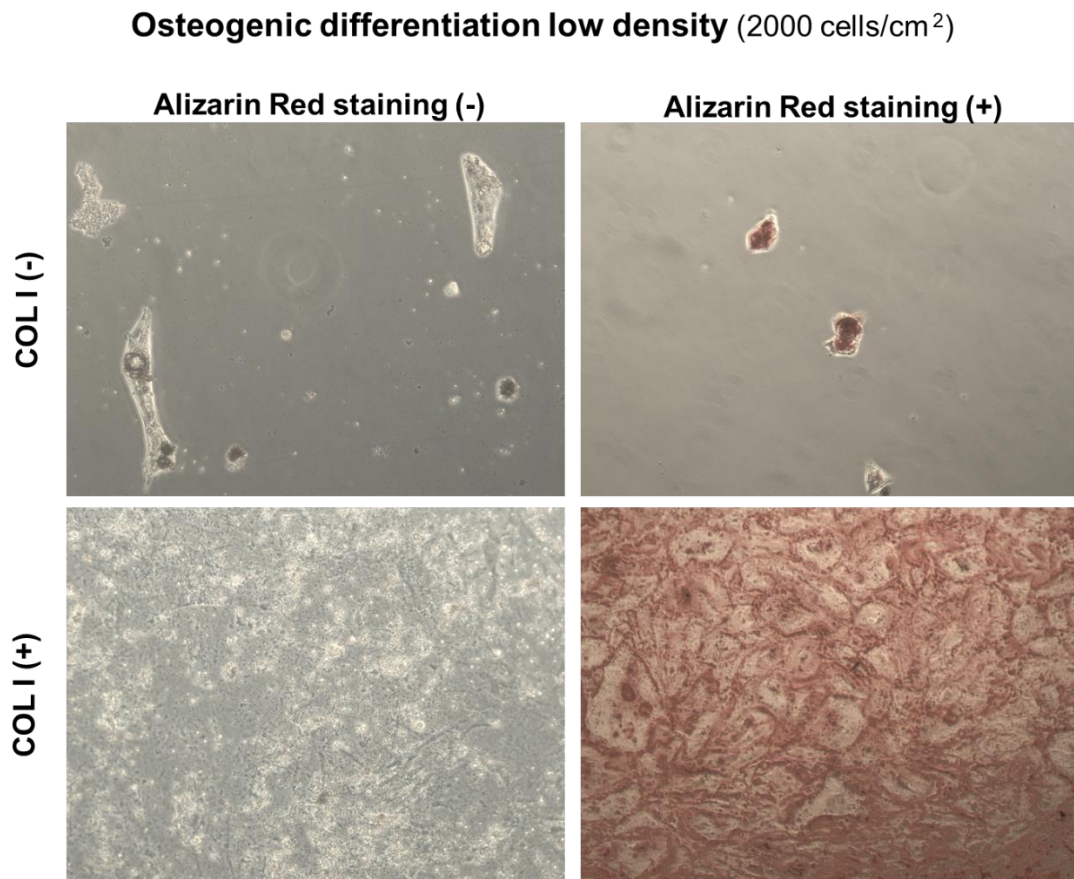 Osteogenic differentiation low density (2000 cells/cm²)
Alizarin Red staining (-)
Alizarin Red staining (+)
COL I (-)
COL I (+)